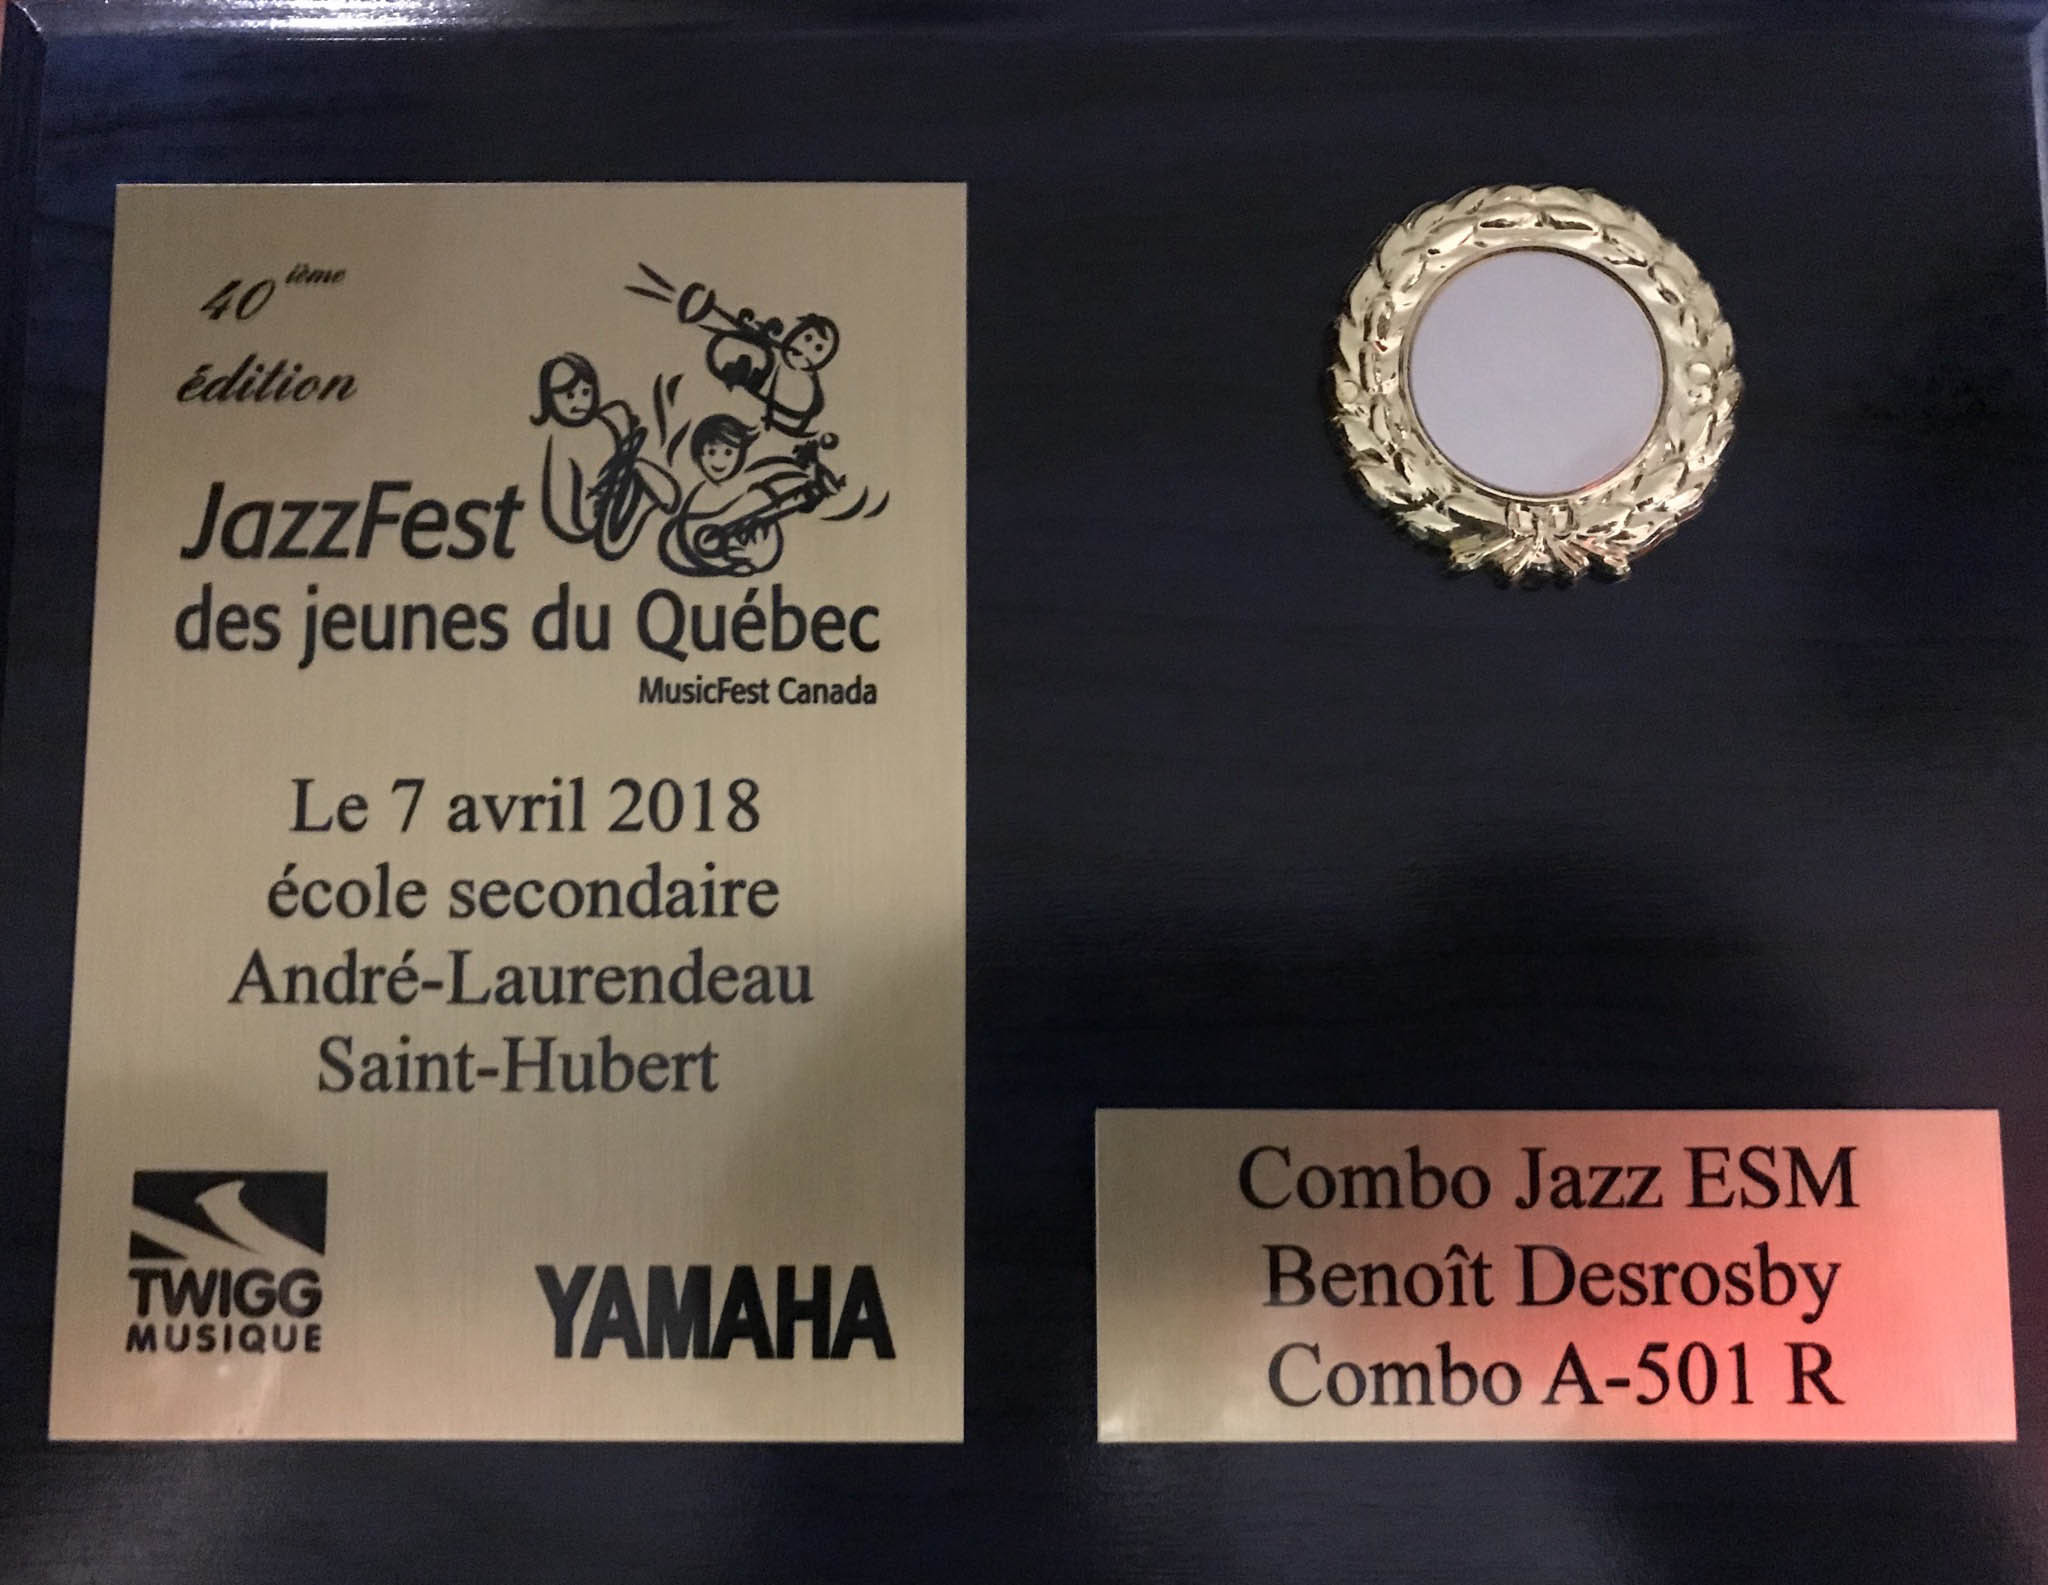 40ième
édition
JazzFest
des jeunes du Québec
MusicFest Canada
Le 7 avril 2018
école secondaire
André-Laurendeau
Saint-Hubert
TWIGG
MUSIQUE
YAMAHA
Combo Jazz ESM
Benoît Desrosby
Combo A-501 R